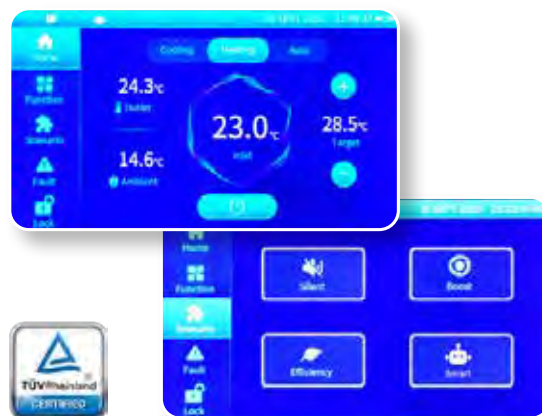 Cooling Heating Auto
Home
Function
Scenario
Fault
Lock
24.3℃
Outlet
14.6℃
Ambient
23.0℃
Inlet
28.5℃
Target
Home
Function
Scenario
Fault
Lock
Silent
Boost
Efficiency
Smart
TÜVRheinland
CERTIFIED